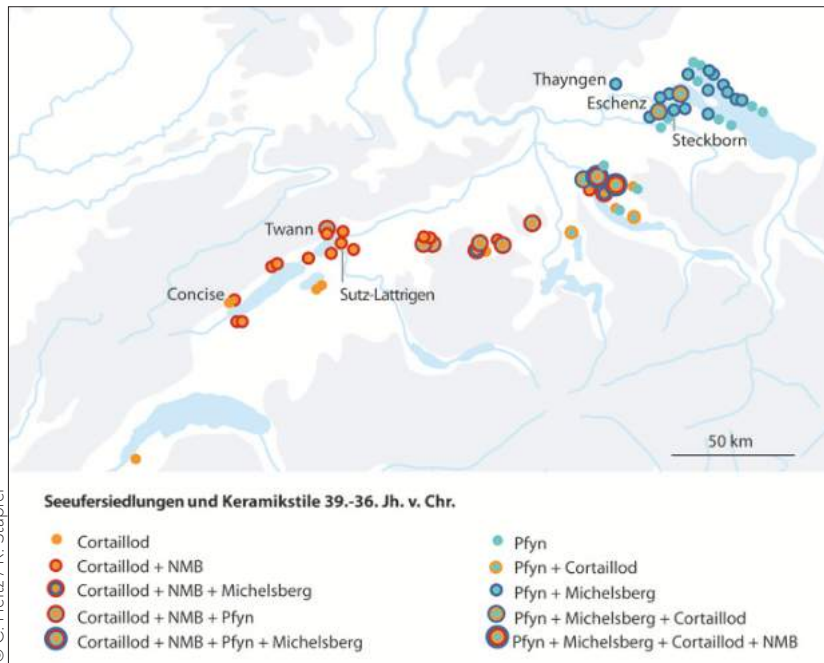 Thayngen
Eschenz
Steckborn
Twann
Concise
Sutz-Lattrigen
50 km
Seeufersiedlungen und Keramikstile 39.-36. Jh. v. Chr.
Cortaillod
Cortaillod + NMB
Cortaillod + NMB + Michelsberg
Cortaillod + NMB + Pfyn
Cortaillod + NMB + Pfyn + Michelsberg
Pfyn
Pfyn + Cortaillod
Pfyn + Michelsberg
Pfyn + Michelsberg + Cortaillod
Pfyn + Michelsberg + Cortaillod + NMB